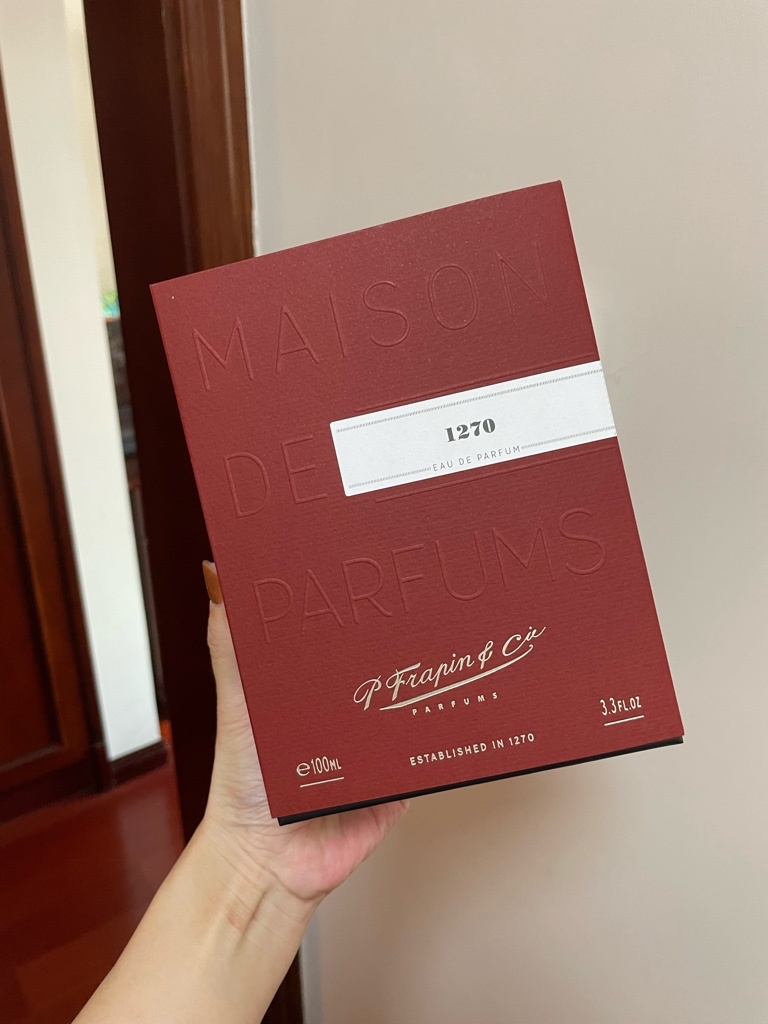 MAISON
DE
1270
EAU DE PARFUM
PARFUMS
P Frapin & Cie
PARFUMS
3.3FL.OZ
e100ML
ESTABLISHED IN 1270